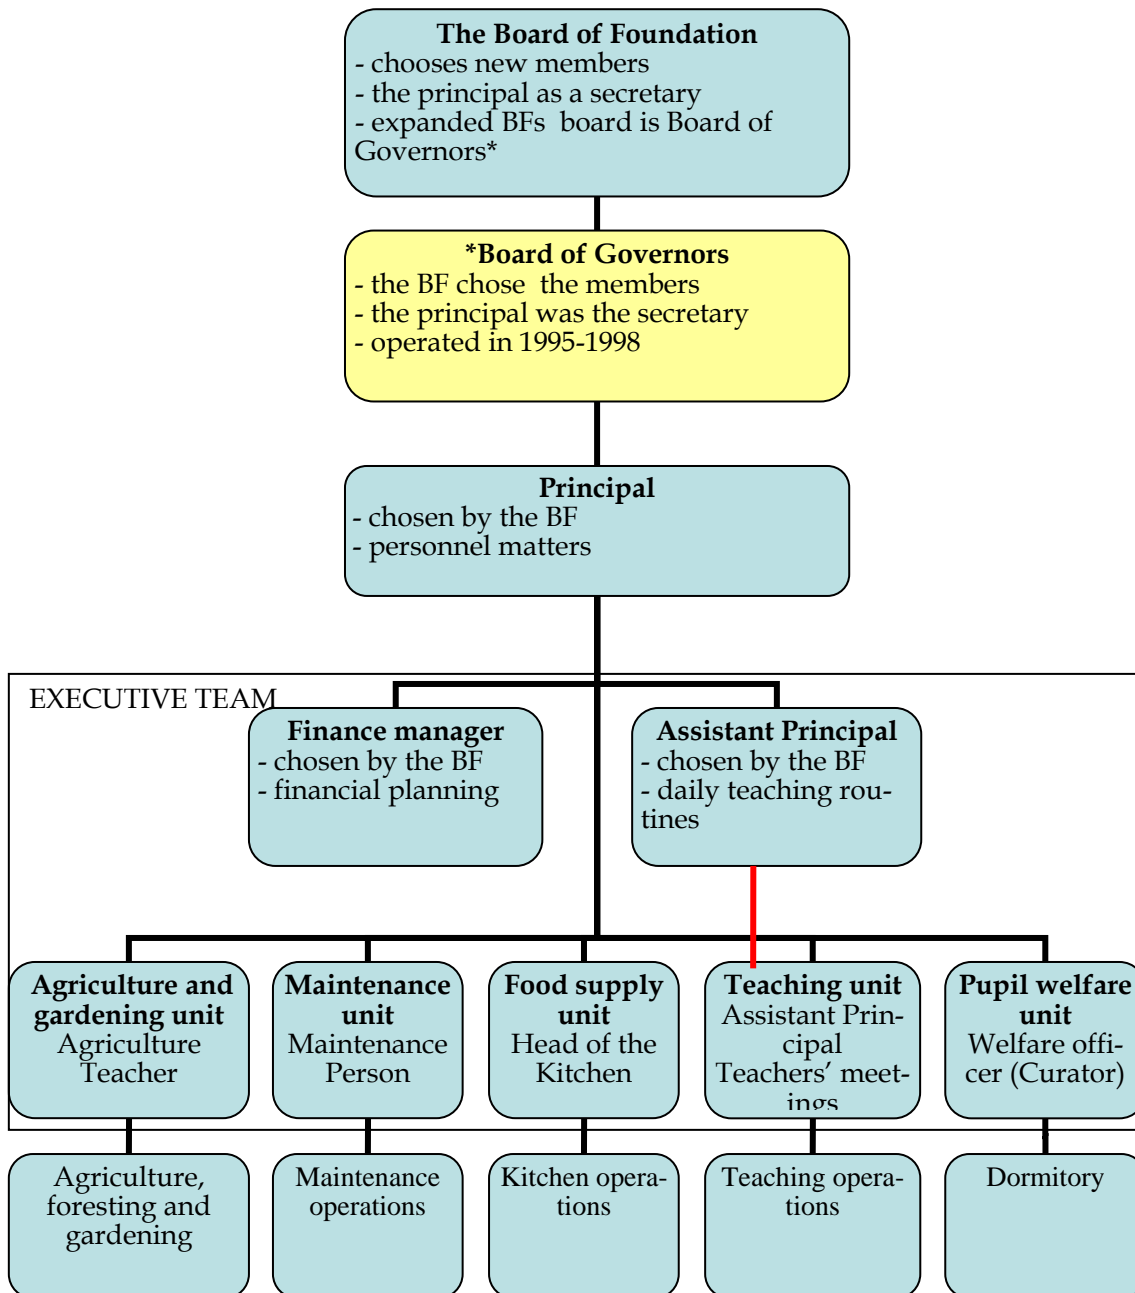 The Board of Foundation
- chooses new members
- the principal as a secretary
- expanded BFs board is Board of
Governors*
*Board of Governors
- the BF chose the members
- the principal was the secretary
- operated in 1995-1998
Principal
- chosen by the BF
- personnel matters
EXECUTIVE TEAM
Finance manager
- chosen by the BF
- financial planning
Assistant Principal
- chosen by the BF
- daily teaching rou-
tines
Agriculture and
gardening unit
Agriculture
Teacher
Maintenance
unit
Maintenance
Person
Food supply
unit
Head of the
Kitchen
Teaching unit
Assistant Prin-
cipal
Teachers’ meet-
ings
Pupil welfare
unit
Welfare offi-
cer (Curator)
Agriculture,
foresting and
gardening
Maintenance
operations
Kitchen opera-
tions
Teaching opera-
tions
Dormitory